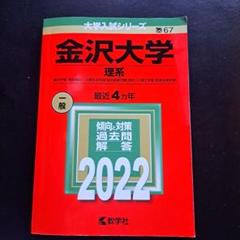 大学入試シリーズ
67
金沢大学
理系
一般
最近4カ年
傾向と対策
過去問
解答
2022
教学社